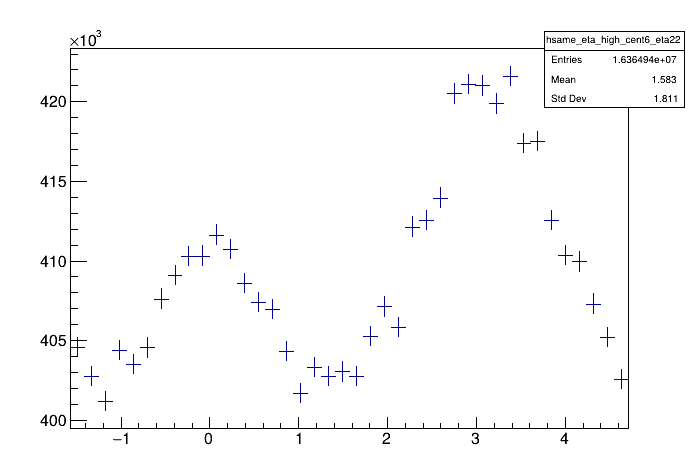 ×10³
hsame_eta_high_cent6_eta22
Entries 1.636494e+07
Mean 1.583
Std Dev 1.811
420
415
410
405
400
−1 0 1 2 3 4